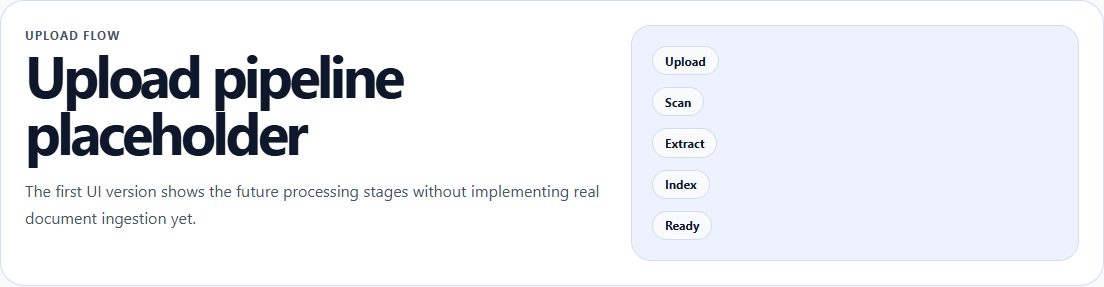 UPLOAD FLOW
Upload pipeline
placeholder
The first UI version shows the future processing stages without implementing real
document ingestion yet.
Upload
Scan
Extract
Index
Ready